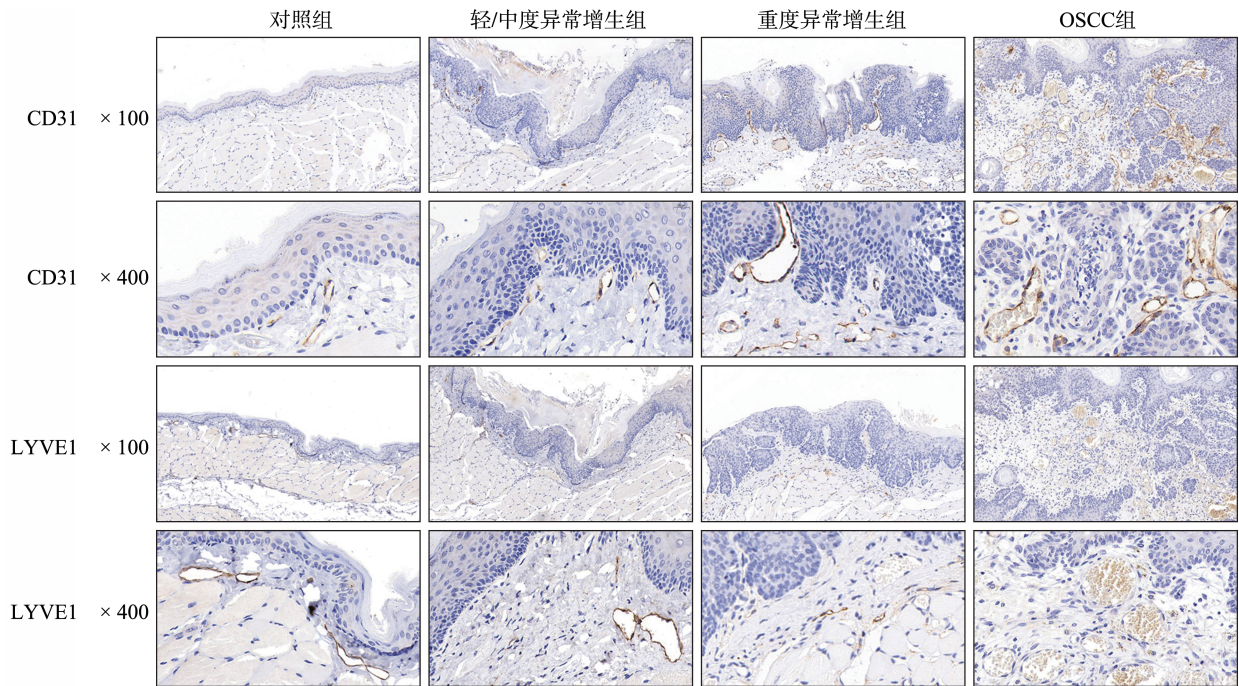 对照组 轻/中度异常增生组 重度异常增生组 OSCC组
CD31 × 100
CD31 × 400
LYVE1 × 100
LYVE1 × 400